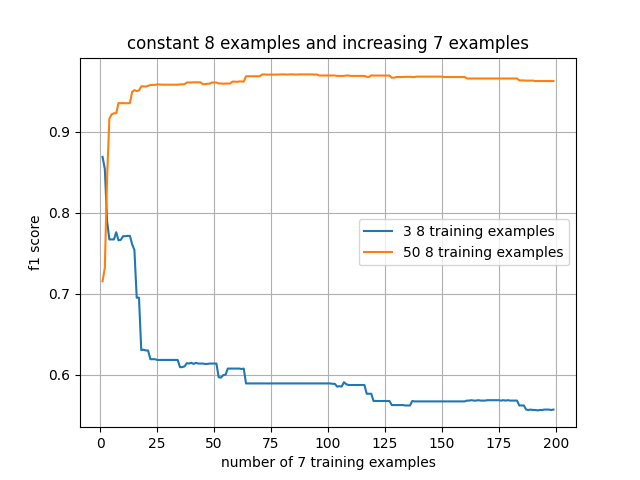 constant 8 examples and increasing 7 examples
f1 score
0.9
0.8
0.7
0.6
3 8 training examples
50 8 training examples
0 25 50 75 100 125 150 175 200
number of 7 training examples